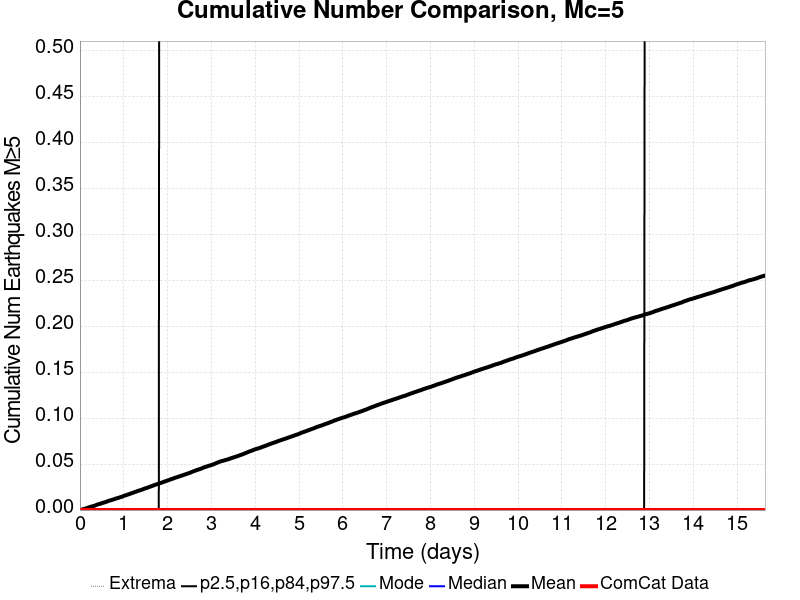 Cumulative Number Comparison, Mc=5
Cumulative Num Earthquakes M≥5
0.50
0.45
0.40
0.35
0.30
0.25
0.20
0.15
0.10
0.05
0.00
0 1 2 3 4 5 6 7 8 9 10 11 12 13 14 15
Time (days)
Extrema p2.5,p16,p84,p97.5 Mode Median Mean ComCat Data